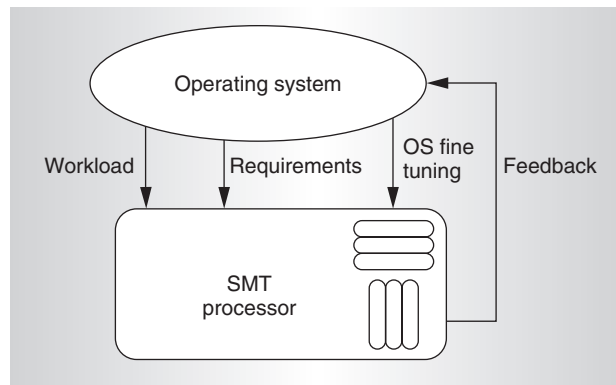 Operating system
Workload
Requirements
OS fine
tuning
Feedback
SMT
processor